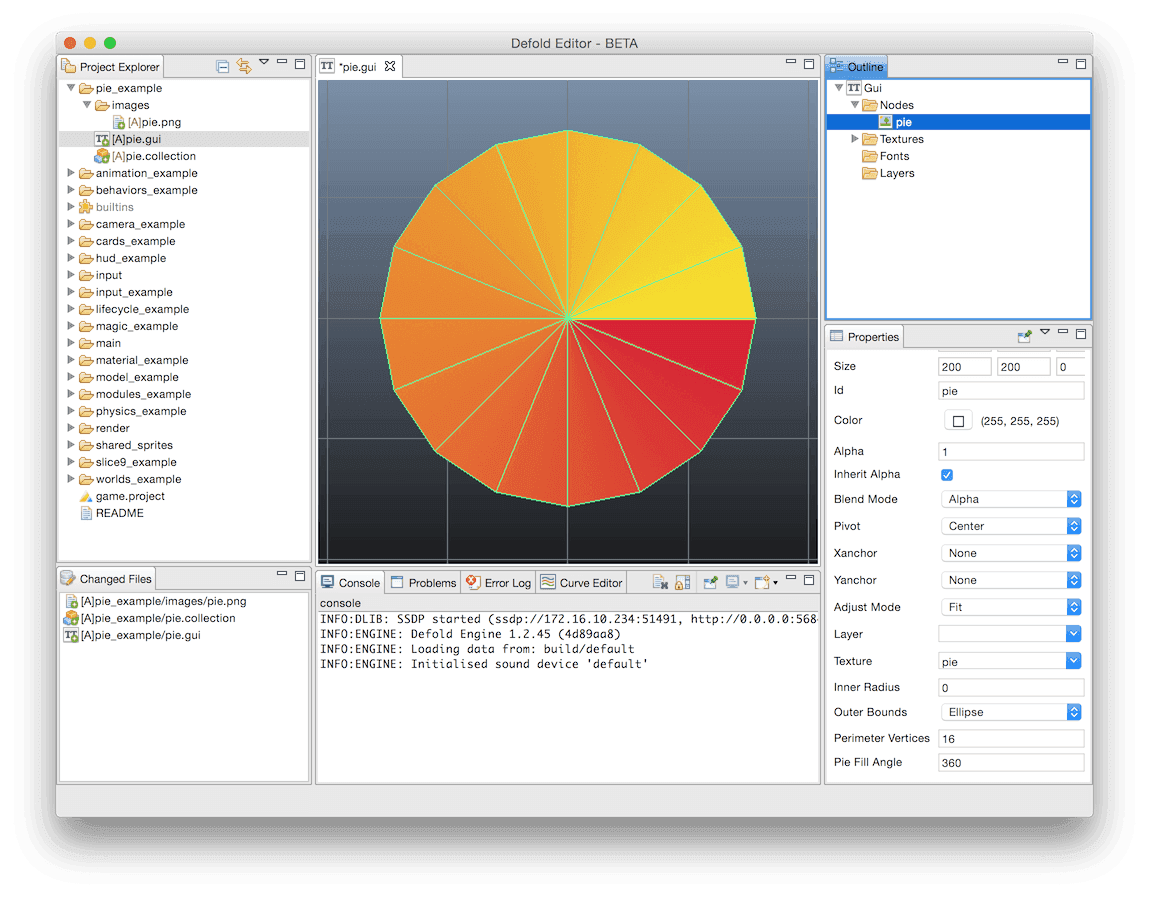 Defold Editor - BETA
Project Explorer
pie_example
images
[A]pie.png
[A]pie.gui
[A]pie.collection
animation_example
behaviors_example
builtins
camera_example
cards_example
hud_example
input
input_example
lifecycle_example
magic_example
main
material_example
model_example
modules_example
physics_example
render
shared_sprites
slice9_example
worlds_example
game.project
README
Changed Files
[A]pie_example/images/pie.png
[A]pie_example/pie.collection
[A]pie_example/pie.gui
*pie.gui
Console Problems Error Log Curve Editor
console
INFO:DLIB: SSDP started (ssdp://172.16.10.234:51491, http://0.0.0.0:568
INFO:ENGINE: Defold Engine 1.2.45 (4d89aa8)
INFO:ENGINE: Loading data from: build/default
INFO:ENGINE: Initialised sound device 'default'
Outline
Gui
Nodes
pie
Textures
Fonts
Layers
Properties
Size 200 200 0
Id pie
Color (255, 255, 255)
Alpha 1
Inherit Alpha
Blend Mode Alpha
Pivot Center
Xanchor None
Yanchor None
Adjust Mode Fit
Layer
Texture pie
Inner Radius 0
Outer Bounds Ellipse
Perimeter Vertices 16
Pie Fill Angle 360